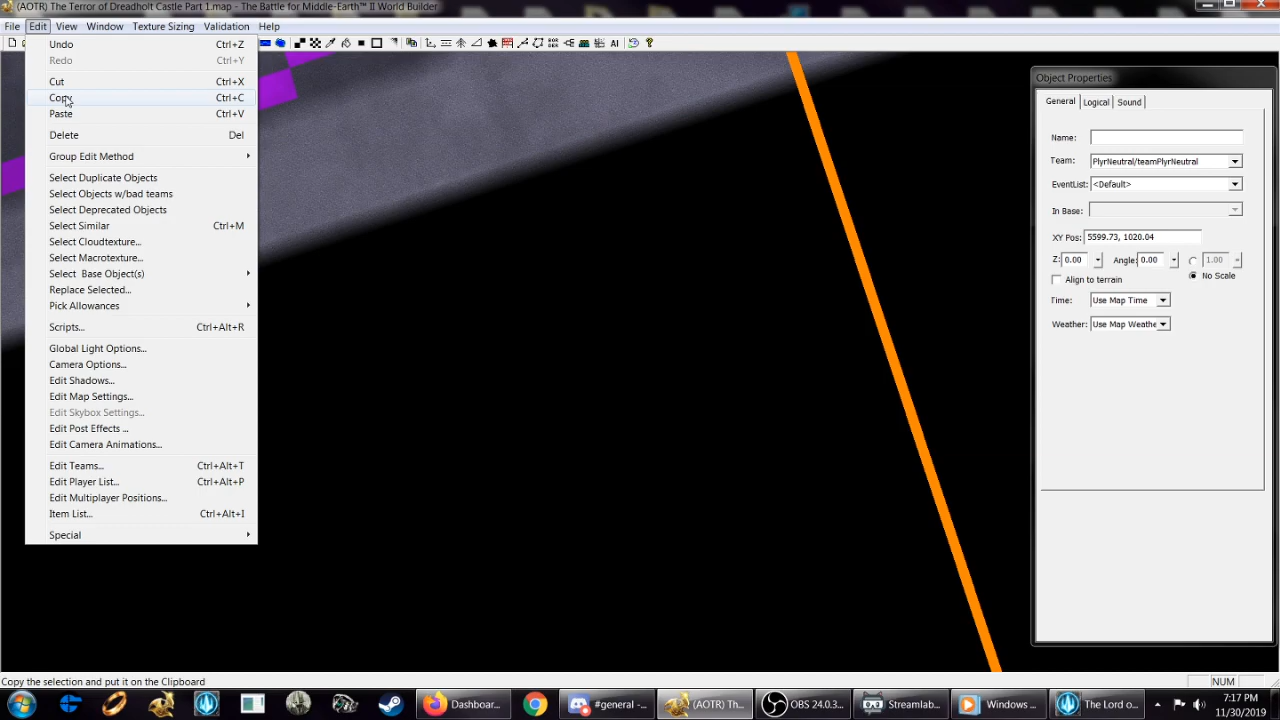 (AOTR) The Terror of Dreadholt Castle Part 1.map - The Battle for Middle-Earth™ II World Builder
File Edit View Window Texture Sizing Validation Help
AI
Undo Ctrl+Z
Redo Ctrl+Y
Cut Ctrl+X
Copy Ctrl+C
Paste Ctrl+V
Delete Del
Group Edit Method
Select Duplicate Objects
Select Objects w/bad teams
Select Deprecated Objects
Select Similar Ctrl+M
Select Cloudtexture...
Select Macrotexture...
Select Base Object(s)
Replace Selected...
Pick Allowances
Scripts... Ctrl+Alt+R
Global Light Options...
Camera Options...
Edit Shadows...
Edit Map Settings...
Edit Skybox Settings...
Edit Post Effects ...
Edit Camera Animations...
Edit Teams... Ctrl+Alt+T
Edit Player List... Ctrl+Alt+P
Edit Multiplayer Positions...
Item List... Ctrl+Alt+I
Special
Object Properties
General Logical Sound
Name:
Team: PlyrNeutral/teamPlyrNeutral
EventList: <Default>
In Base:
XY Pos: 5599.73, 1020.04
Z: 0.00 Angle: 0.00 1.00
No Scale
Align to terrain
Time: Use Map Time
Weather: Use Map Weathe
Copy the selection and put it on the Clipboard
NUM
Dashboar... #general -... (AOTR) Th... OBS 24.0.3... Streamlab... Windows ... The Lord o...
7:17 PM
11/30/2019